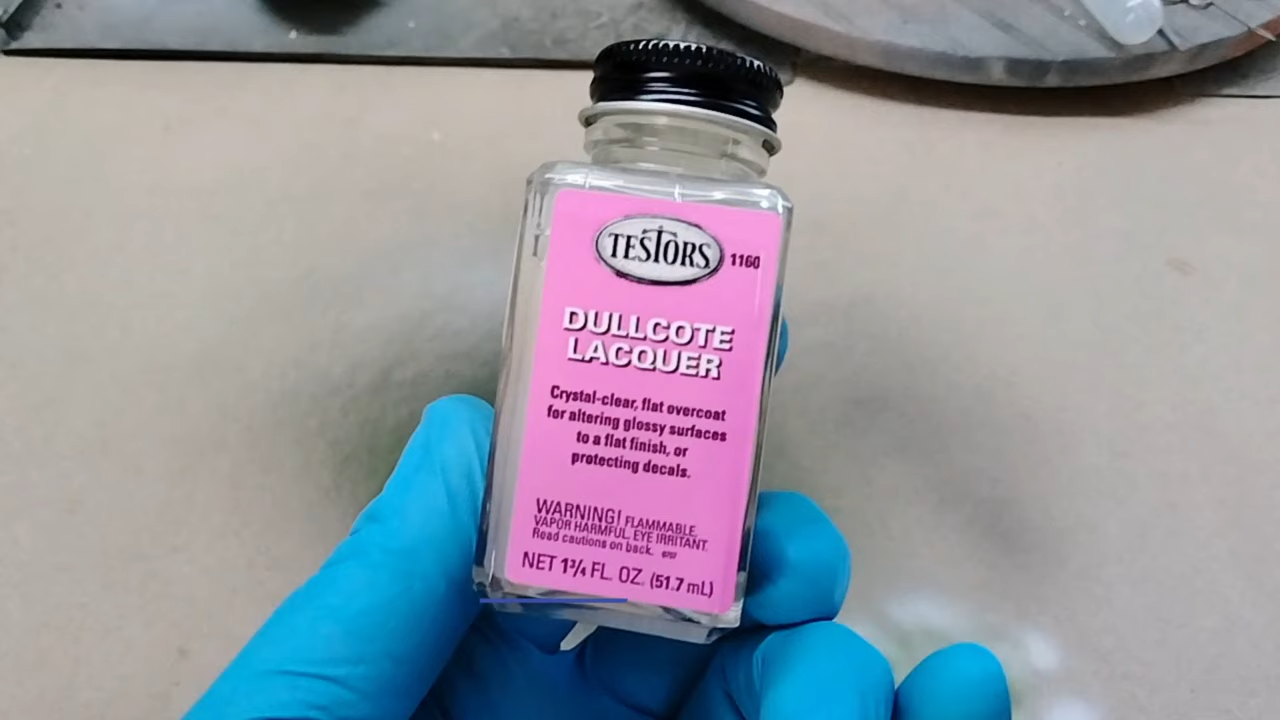 TESTORS 1160
DULLCOTE
LACQUER
Crystal-clear, flat overcoat
for altering glossy surfaces
to a flat finish, or
protecting decals.
WARNING! FLAMMABLE,
VAPOR HARMFUL, EYE IRRITANT.
Read cautions on back.
NET 1¾ FL. OZ. (51.7 mL)